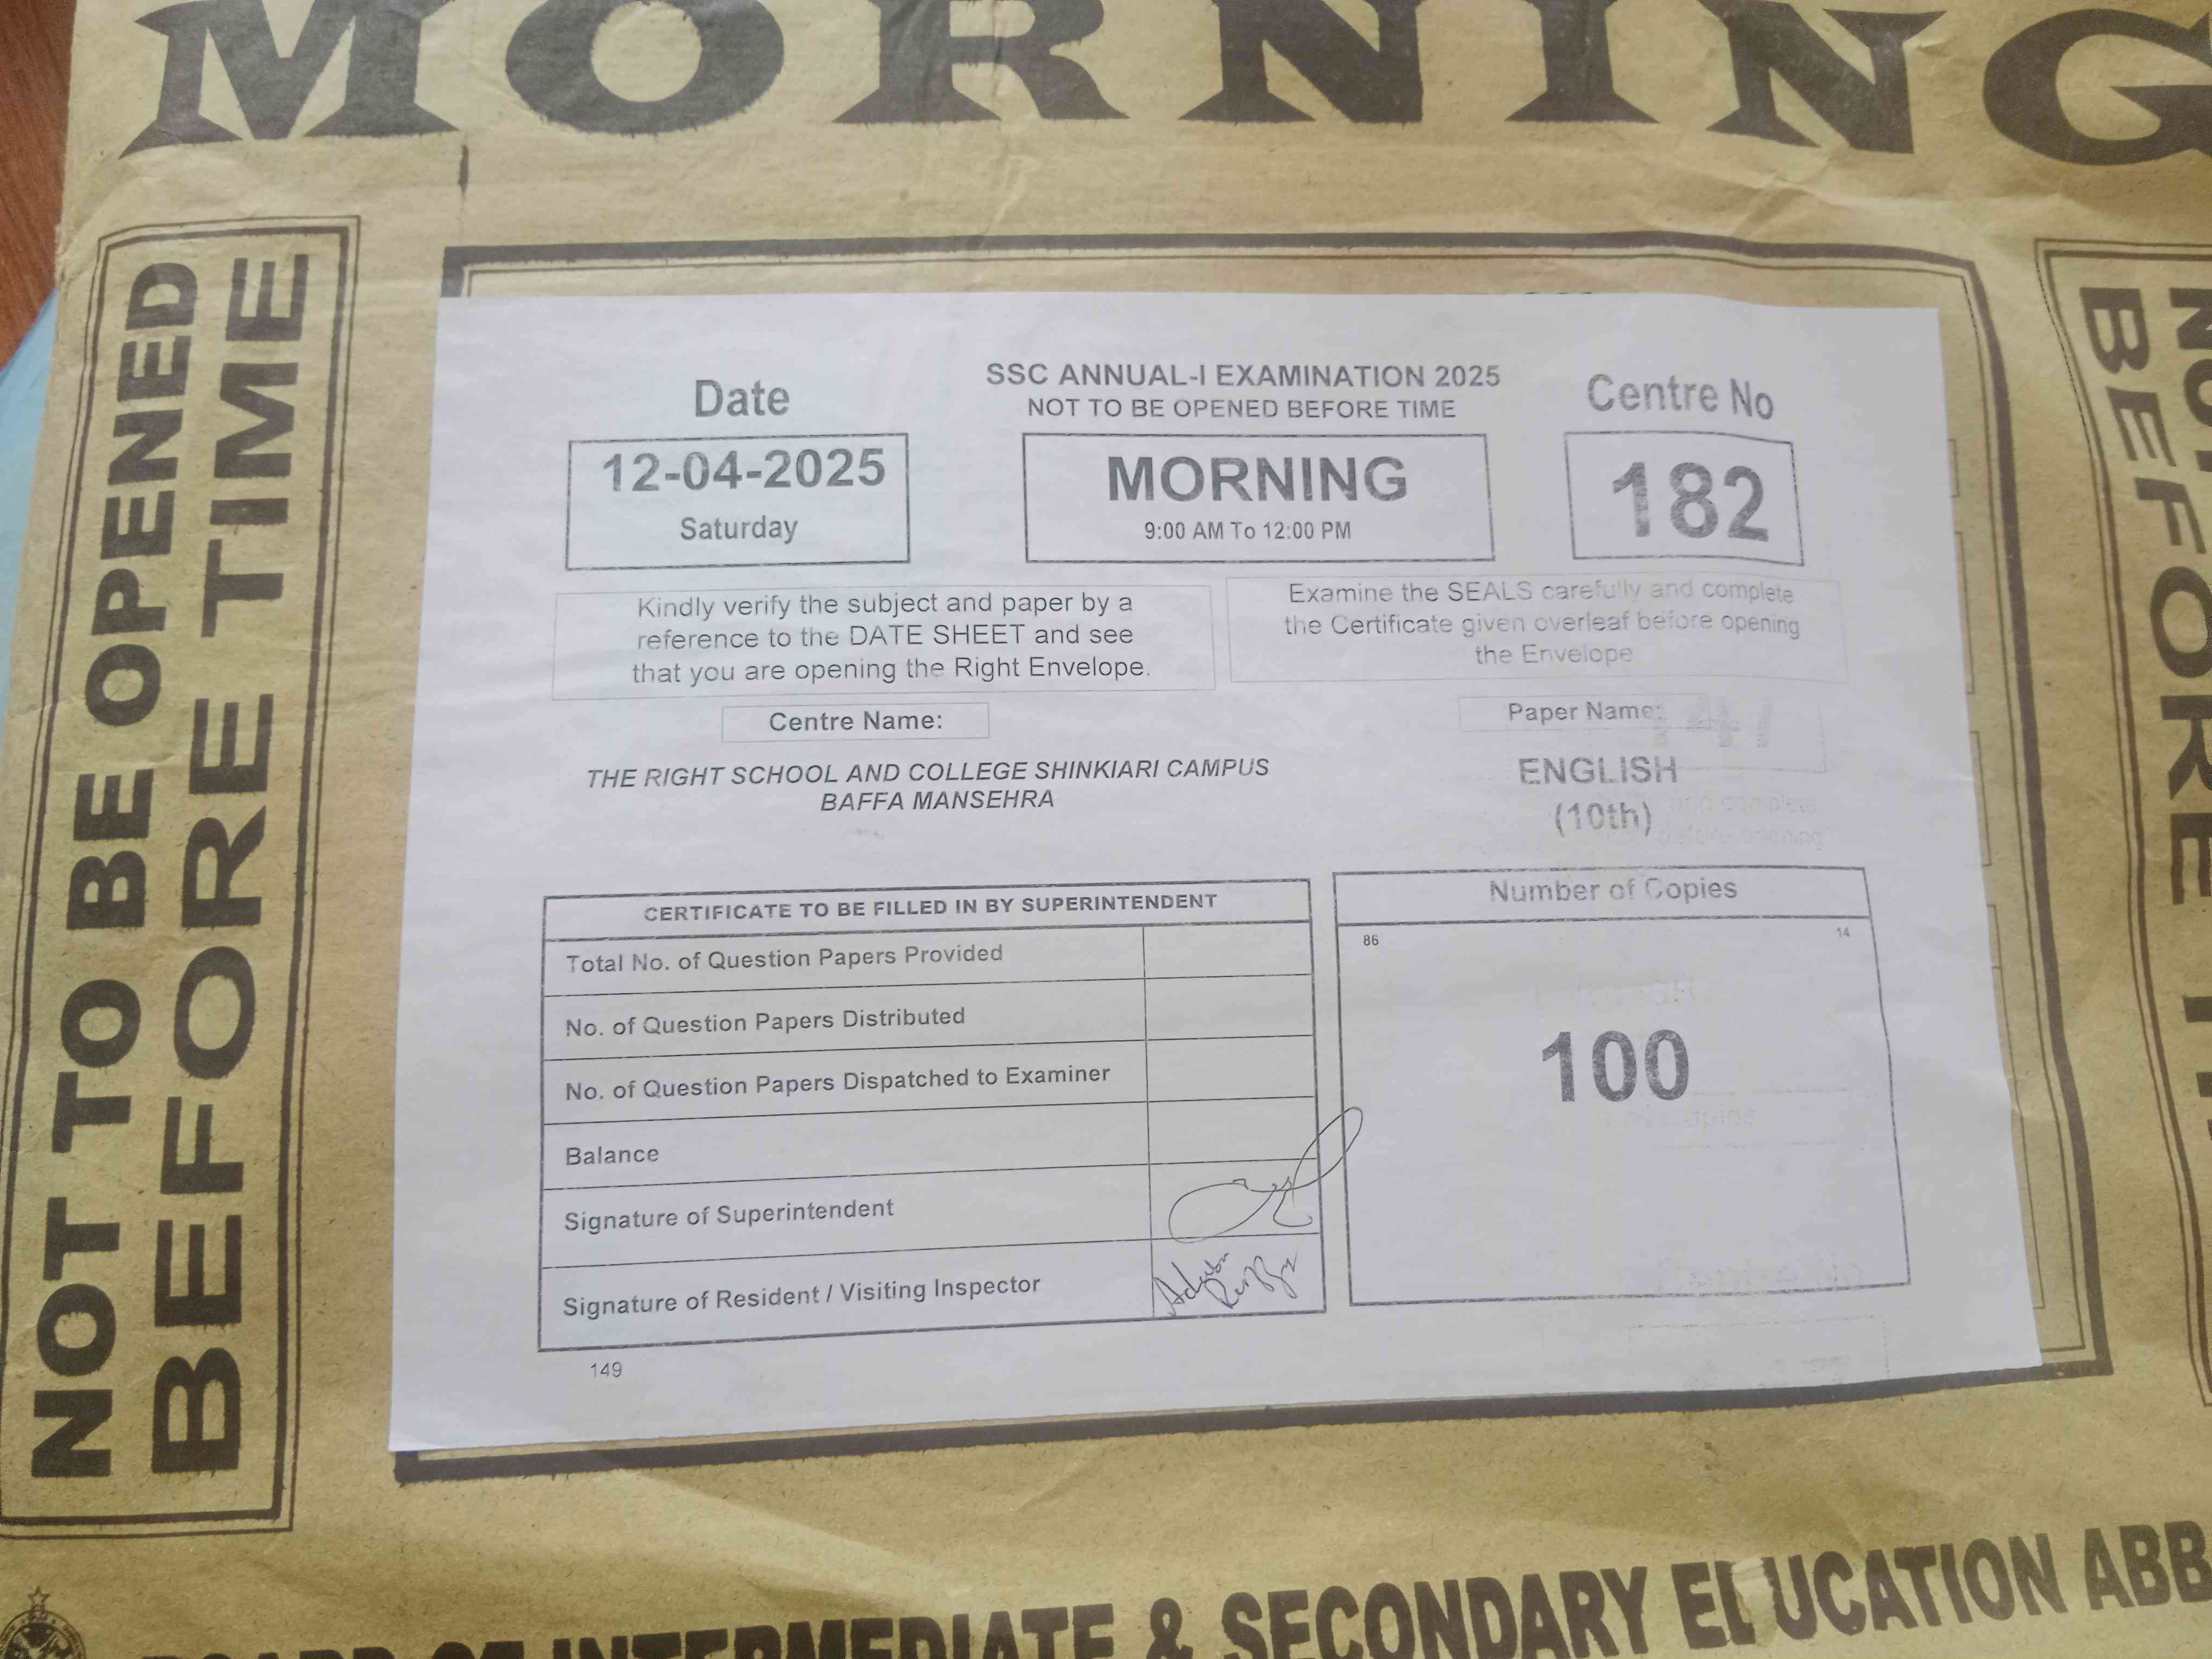 MORNING
NOT TO BE OPENED
BEFORE TIME
SSC ANNUAL-I EXAMINATION 2025
NOT TO BE OPENED BEFORE TIME
Date
12-04-2025
Saturday
MORNING
9:00 AM To 12:00 PM
Centre No
182
Kindly verify the subject and paper by a
reference to the DATE SHEET and see
that you are opening the Right Envelope.
Examine the SEALS carefully and complete
the Certificate given overleaf before opening
the Envelope
Centre Name:
THE RIGHT SCHOOL AND COLLEGE SHINKIARI CAMPUS
BAFFA MANSEHRA
Paper Name:
ENGLISH
(10th)
CERTIFICATE TO BE FILLED IN BY SUPERINTENDENT
Total No. of Question Papers Provided
No. of Question Papers Distributed
No. of Question Papers Dispatched to Examiner
Balance
Signature of Superintendent
Signature of Resident / Visiting Inspector
149
Number of Copies
86 14
100
BEFORE
& SECONDARY EDUCATION ABB
INTERMEDIATE